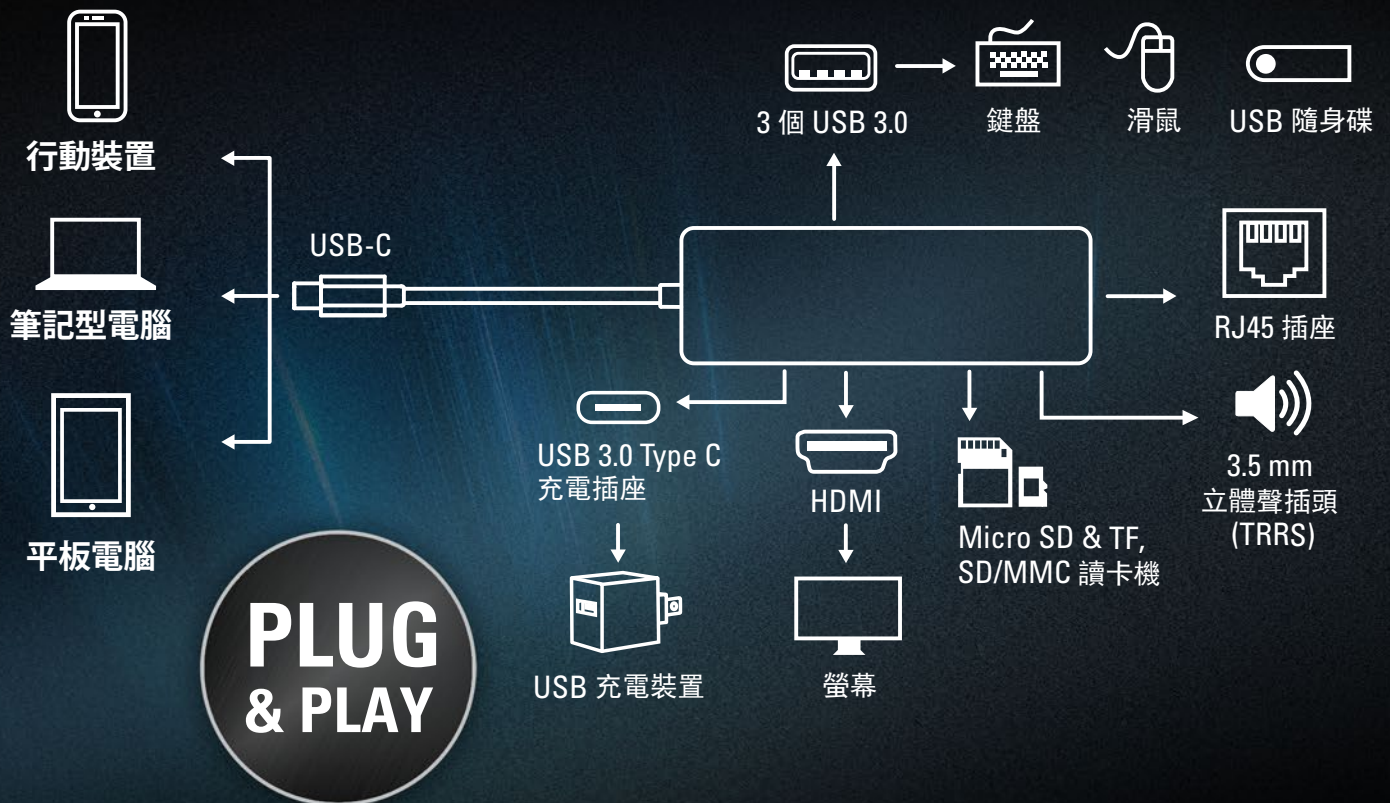 3 個 USB 3.0
鍵盤
滑鼠
USB 隨身碟
行動裝置
USB-C
筆記型電腦
RJ45 插座
USB 3.0 Type C
充電插座
HDMI
Micro SD & TF,
SD/MMC 讀卡機
3.5 mm
立體聲插頭
(TRRS)
平板電腦
PLUG
& PLAY
USB 充電裝置
螢幕